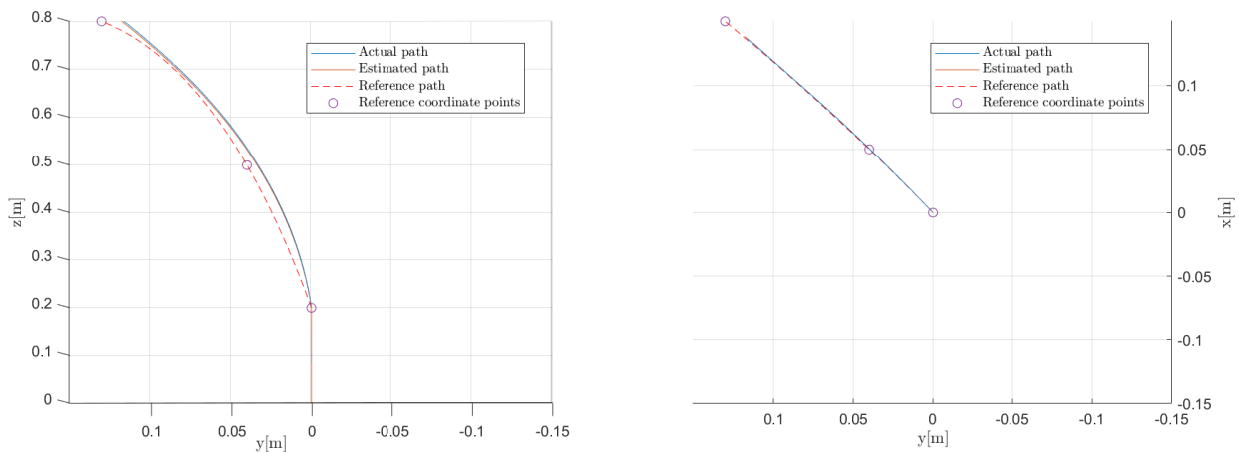 0.8
0.7
0.6
0.5
0.4
0.3
0.2
0.1
0
z[m]
0.1
0.05
0
-0.05
-0.1
-0.15
y[m]
Actual path
Estimated path
Reference path
Reference coordinate points
Actual path
Estimated path
Reference path
Reference coordinate points
0.1
0.05
0
-0.05
-0.1
-0.15
x[m]
0.1
0.05
0
-0.05
-0.1
-0.15
y[m]